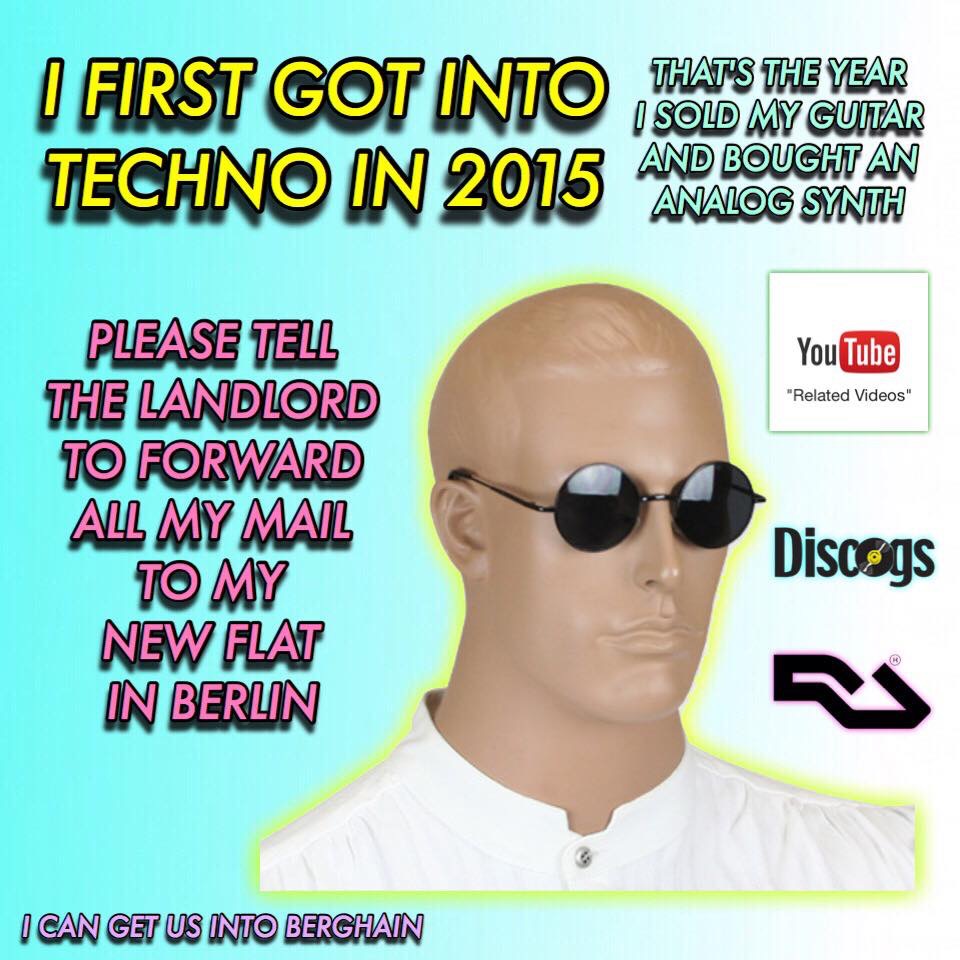 I FIRST GOT INTO
TECHNO IN 2015
THAT'S THE YEAR
I SOLD MY GUITAR
AND BOUGHT AN
ANALOG SYNTH
PLEASE TELL
THE LANDLORD
TO FORWARD
ALL MY MAIL
TO MY
NEW FLAT
IN BERLIN
YouTube
"Related Videos"
Discogs
I CAN GET US INTO BERGHAIN